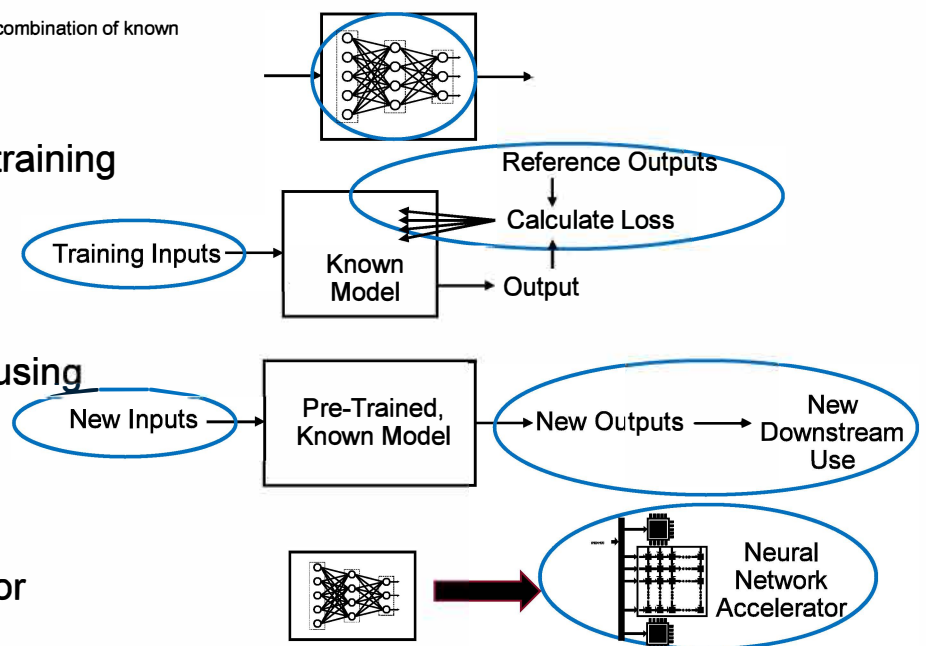 combination of known
training
Reference Outputs
Calculate Loss
Training Inputs
Known
Model
Output
using
New Inputs
Pre-Trained,
Known Model
New Outputs
New
Downstream
Use
or
Neural
Network
Accelerator